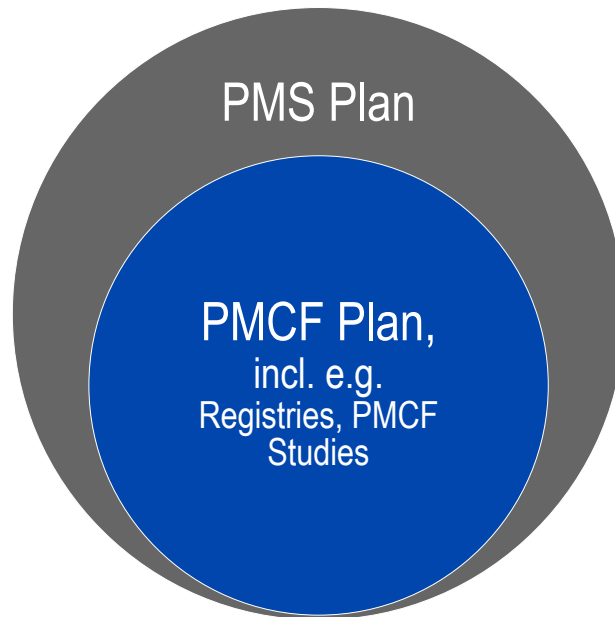 PMS Plan
PMCF Plan,
incl. e.g.
Registries, PMCF
Studies